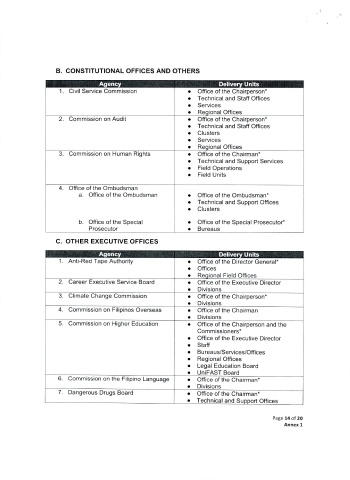 B. CONSTITUTIONAL OFFICES AND OTHERS
Agency Delivery Units
1. Civil Service Commission
• Office of the Chairperson*
• Technical and Staff Offices
• Services
• Regional Offices
2. Commission on Audit
• Office of the Chairperson*
• Technical and Staff Offices
• Clusters
• Services
• Regional Offices
3. Commission on Human Rights
• Office of the Chairman*
• Technical and Support Services
• Field Operations
• Field Units
4. Office of the Ombudsman
a. Office of the Ombudsman
• Office of the Ombudsman*
• Technical and Support Offices
• Clusters
b. Office of the Special
Prosecutor
• Office of the Special Prosecutor*
• Bureaus
C. OTHER EXECUTIVE OFFICES
Agency Delivery Units
1. Anti-Red Tape Authority
• Office of the Director General*
• Offices
• Regional Field Offices
2. Career Executive Service Board
• Office of the Executive Director
• Divisions
3. Climate Change Commission
• Office of the Chairperson*
• Divisions
4. Commission on Filipinos Overseas
• Office of the Chairman
• Divisions
5. Commission on Higher Education
• Office of the Chairperson and the
Commissioners*
• Office of the Executive Director
• Staff
• Bureaus/Services/Offices
• Regional Offices
• Legal Education Board
• UniFAST Board
6. Commission on the Filipino Language
• Office of the Chairman*
• Divisions
7. Dangerous Drugs Board
• Office of the Chairman*
• Technical and Support Offices
Page 14 of 20
Annex 1